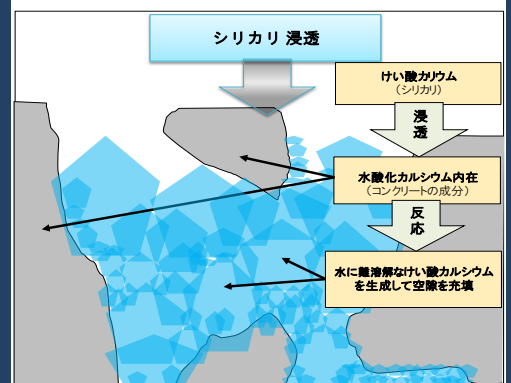 シリカリ 浸透
けい酸カリウム
（シリカリ）
浸
透
水酸化カルシウム内在
（コンクリートの成分）
反
応
水に難溶解なけい酸カルシウム
を生成して空隙を充填